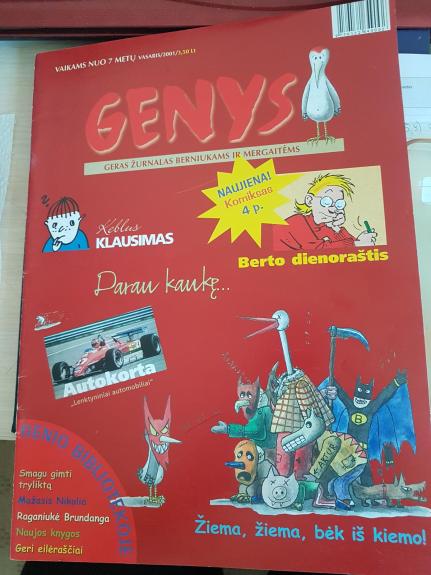 VAIKAMS NUO 7 METŲ VASARIS/2001/3,50 Lt
GENYS
GERAS ŽURNALAS BERNIUKAMS IR MERGAITĖMS
NAUJIENA!
Komiksas
4 p.
Keblus
KLAUSIMAS
Berto dienoraštis
Darau kaukę...
Autokorta
„Lenktyniniai automobiliai"
GENIO BIBLIOTEKOJE
Smagu gimti
tryliktą
Mažasis Nikolia
Raganiukė Brundanga
Naujos knygos
Geri eilėraščiai
B
Žiema, žiema, bėk iš kiemo!